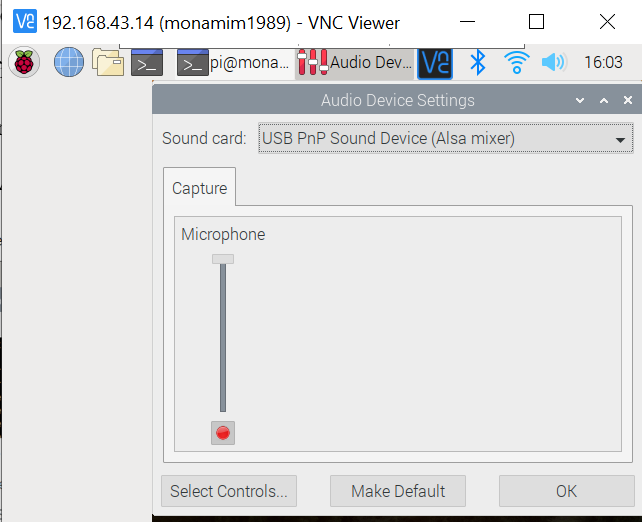 192.168.43.14 (monamim1989) - VNC Viewer
pi@mona...
Audio Dev...
16:03
Audio Device Settings
Sound card:
USB PnP Sound Device (Alsa mixer)
Capture
Microphone
Select Controls...
Make Default
OK